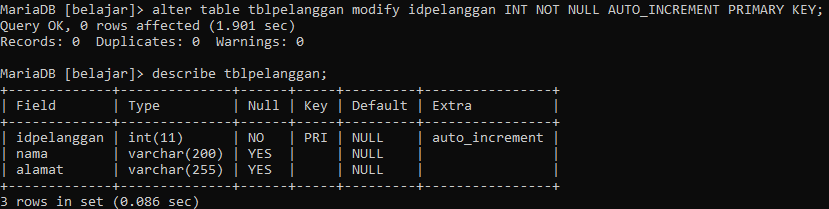 MariaDB [belajar]> alter table tblpelanggan modify idpelanggan INT NOT NULL AUTO_INCREMENT PRIMARY KEY;
Query OK, 0 rows affected (1.901 sec)
Records: 0  Duplicates: 0  Warnings: 0

MariaDB [belajar]> describe tblpelanggan;
+-------------+--------------+------+-----+---------+----------------+
| Field       | Type         | Null | Key | Default | Extra          |
+-------------+--------------+------+-----+---------+----------------+
| idpelanggan | int(11)      | NO   | PRI | NULL    | auto_increment |
| nama        | varchar(200) | YES  |     | NULL    |                |
| alamat      | varchar(255) | YES  |     | NULL    |                |
+-------------+--------------+------+-----+---------+----------------+
3 rows in set (0.086 sec)